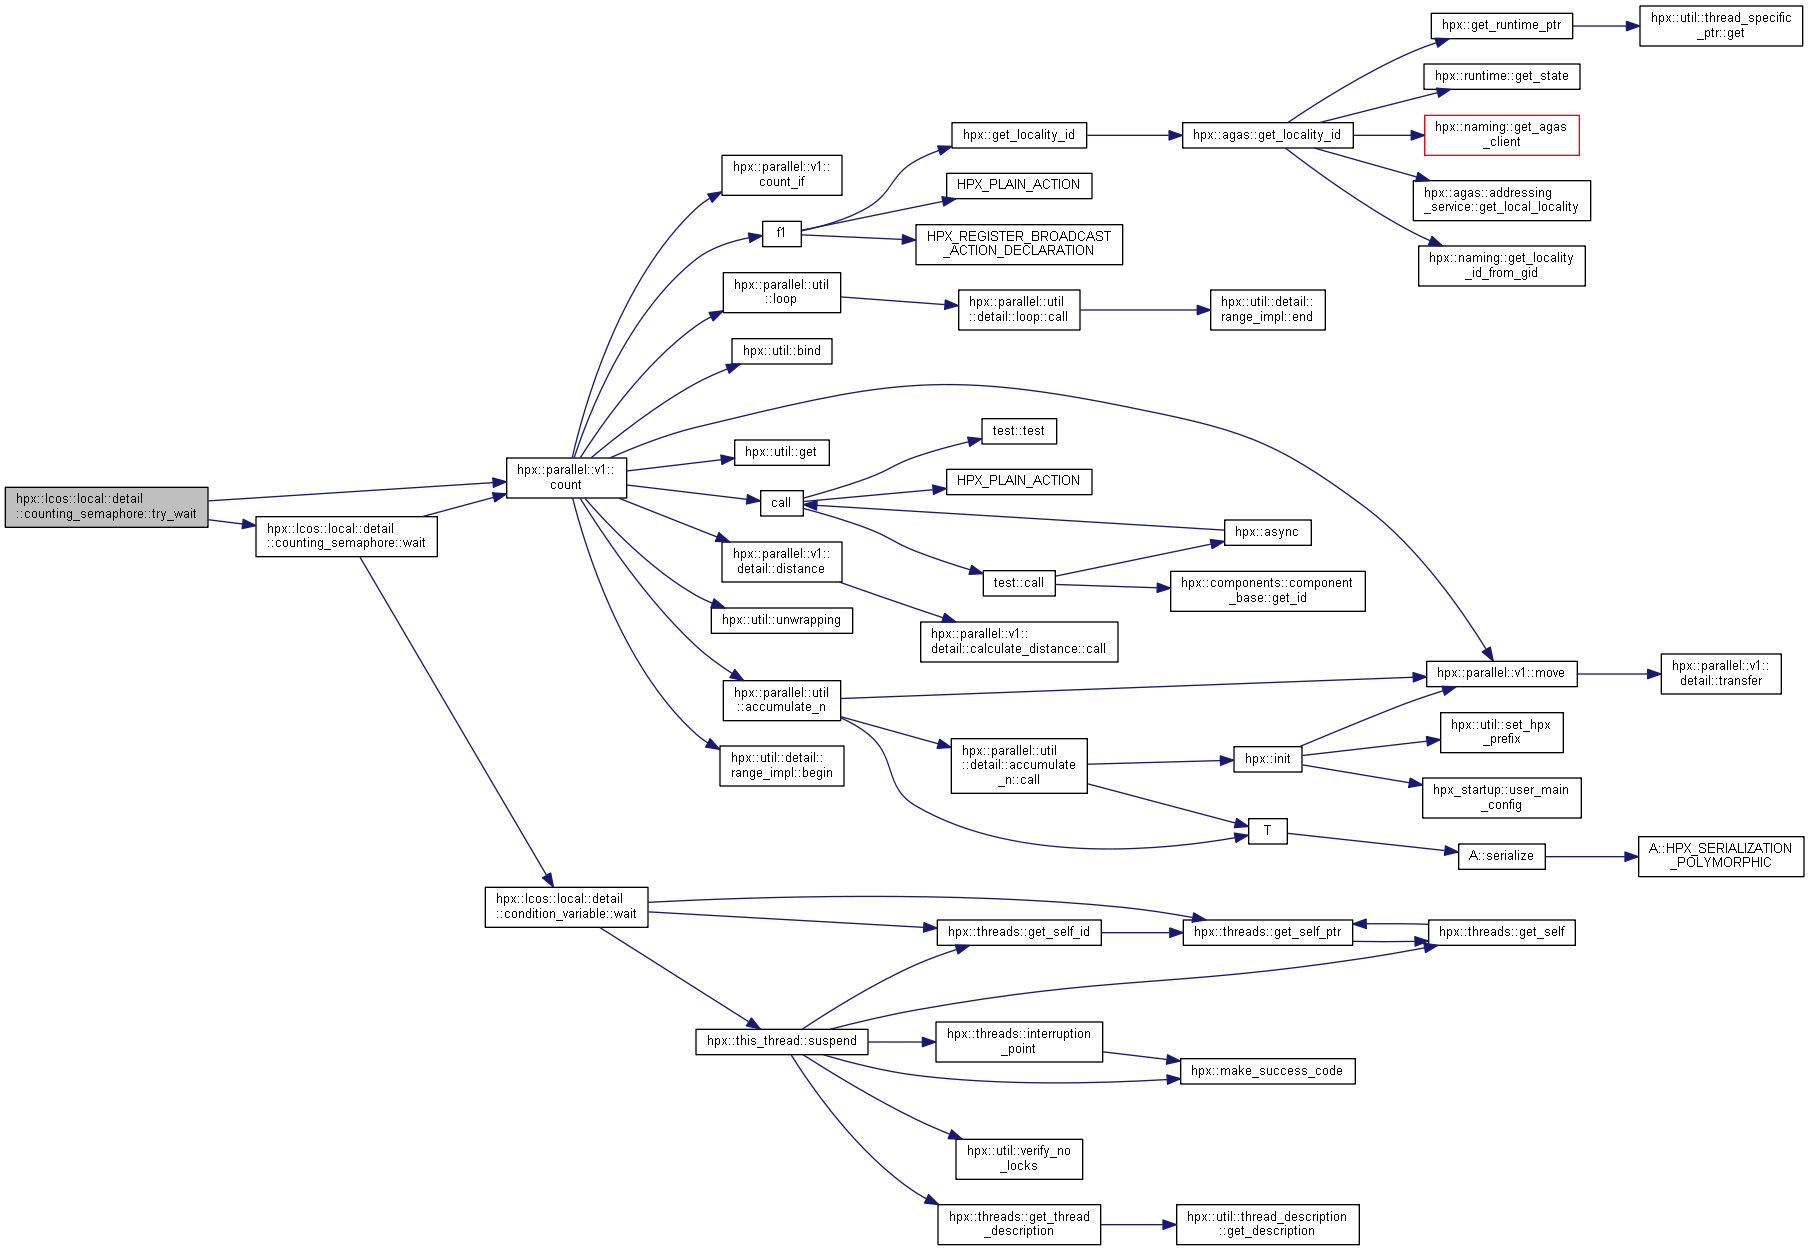 hpx::lcos::local::detail
::counting_semaphore::try_wait
hpx::lcos::local::detail
::counting_semaphore::wait
hpx::parallel::v1::
count
hpx::lcos::local::detail
::condition_variable::wait
hpx::parallel::v1::
count_if
f1
hpx::parallel::util
::loop
hpx::util::bind
hpx::util::get
call
hpx::parallel::v1::
detail::distance
hpx::util::unwrapping
hpx::parallel::util
::accumulate_n
hpx::util::detail::
range_impl::begin
hpx::this_thread::suspend
hpx::get_locality_id
HPX_PLAIN_ACTION
HPX_REGISTER_BROADCAST
_ACTION_DECLARATION
hpx::parallel::util
::detail::loop::call
test::test
HPX_PLAIN_ACTION
test::call
hpx::parallel::v1::
detail::calculate_distance::call
hpx::parallel::util
::detail::accumulate
_n::call
hpx::threads::get_self_id
hpx::threads::interruption
_point
hpx::util::verify_no
_locks
hpx::threads::get_thread
_description
hpx::agas::get_locality_id
hpx::util::detail::
range_impl::end
hpx::async
hpx::components::component
_base::get_id
hpx::init
T
hpx::threads::get_self_ptr
hpx::make_success_code
hpx::util::thread_description
::get_description
hpx::get_runtime_ptr
hpx::runtime::get_state
hpx::naming::get_agas
_client
hpx::agas::addressing
_service::get_local_locality
hpx::naming::get_locality
_id_from_gid
hpx::parallel::v1::move
hpx::util::set_hpx
_prefix
hpx_startup::user_main
_config
A::serialize
hpx::threads::get_self
hpx::util::thread_specific
_ptr::get
hpx::parallel::v1::
detail::transfer
A::HPX_SERIALIZATION
_POLYMORPHIC